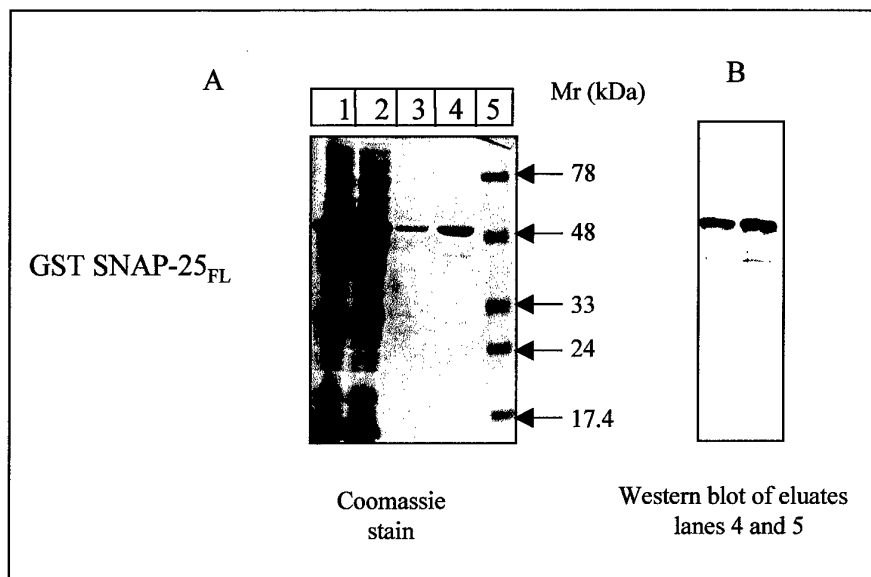 A
B
1 2 3 4 5
Mr (kDa)
78
48
33
24
17.4
GST SNAP-25FL
Coomassie
stain
Western blot of eluates
lanes 4 and 5